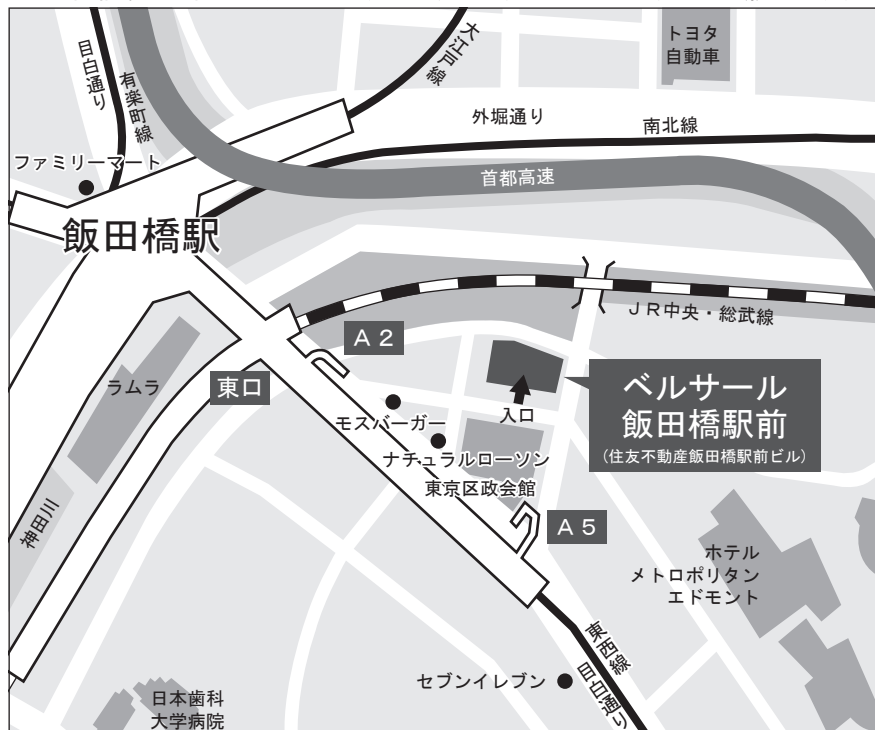 トヨタ
自動車
目白通り
有楽町線
大江戸線
外堀通り
南北線
ファミリーマート
首都高速
飯田橋駅
JR中央・総武線
A2
東口
ラムラ
モスバーガー
入口
ベルサール
飯田橋駅前
(住友不動産飯田橋駅前ビル)
ナチュラルローソン
東京区政会館
神田川
A5
ホテル
メトロポリタン
エドモント
東西線
目白通り
セブンイレブン
日本歯科
大学病院